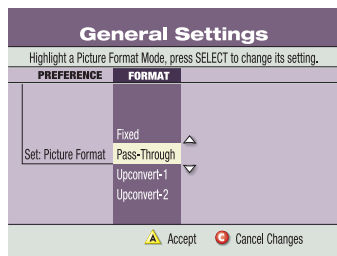 General Settings
Highlight a Picture Format Mode, press SELECT to change its setting.
PREFERENCE FORMAT
Fixed
Set: Picture Format Pass-Through
Upconvert-1
Upconvert-2
A Accept C Cancel Changes